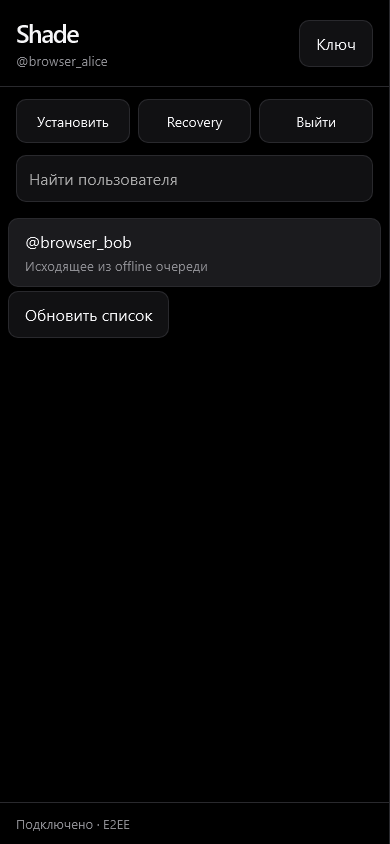 Shade
@browser_alice
Ключ
Установить
Recovery
Выйти
Найти пользователя
@browser_bob
Исходящее из offline очереди
Обновить список
Подключено · E2EE